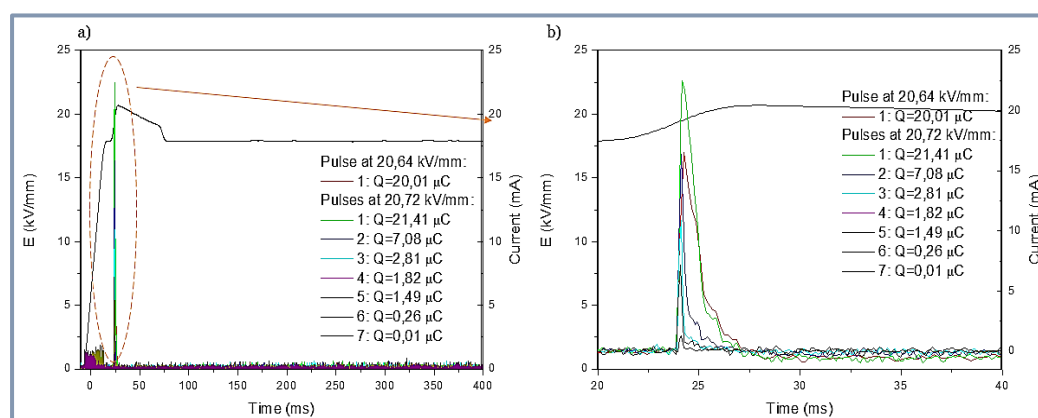 a)
25
20
15
10
5
0
E (kV/mm)
25
20
15
10
5
0
Current (mA)
Pulse at 20,64 kV/mm:
1: Q=20,01 µC
Pulses at 20,72 kV/mm:
1: Q=21,41 µC
2: Q=7,08 µC
3: Q=2,81 µC
4: Q=1,82 µC
5: Q=1,49 µC
6: Q=0,26 µC
7: Q=0,01 µC
0 50 100 150 200 250 300 350 400
Time (ms)
b)
25
20
15
10
5
0
E (kV/mm)
25
20
15
10
5
0
Current (mA)
Pulse at 20,64 kV/mm:
1: Q=20,01 µC
Pulses at 20,72 kV/mm:
1: Q=21,41 µC
2: Q=7,08 µC
3: Q=2,81 µC
4: Q=1,82 µC
5: Q=1,49 µC
6: Q=0,26 µC
7: Q=0,01 µC
20 25 30 35 40
Time (ms)